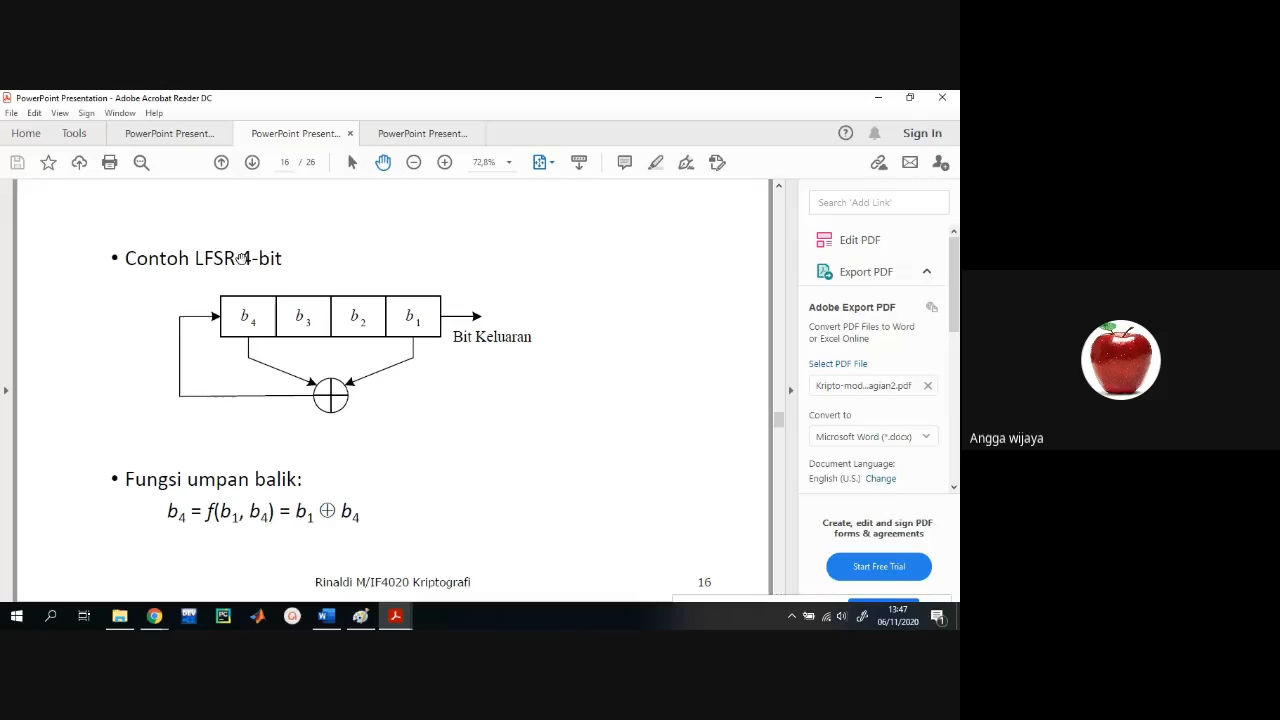 PowerPoint Presentation - Adobe Acrobat Reader DC
File Edit View Sign Window Help
Home Tools PowerPoint Present... PowerPoint Present... × PowerPoint Present... Sign In
16 / 26 72,8%
• Contoh LFSR 4-bit
b4 b3 b2 b1
Bit Keluaran
• Fungsi umpan balik:
b4 = f(b1, b4) = b1 ⊕ b4
Rinaldi M/IF4020 Kriptografi 16
Search 'Add Link'
Edit PDF
Export PDF
Adobe Export PDF
Convert PDF Files to Word
or Excel Online
Select PDF File
Kripto-mod...agian2.pdf
Convert to
Microsoft Word (*.docx)
Document Language:
English (U.S.) Change
Create, edit and sign PDF
forms & agreements
Start Free Trial
DEV
PC
13:47
06/11/2020
1
Angga wijaya